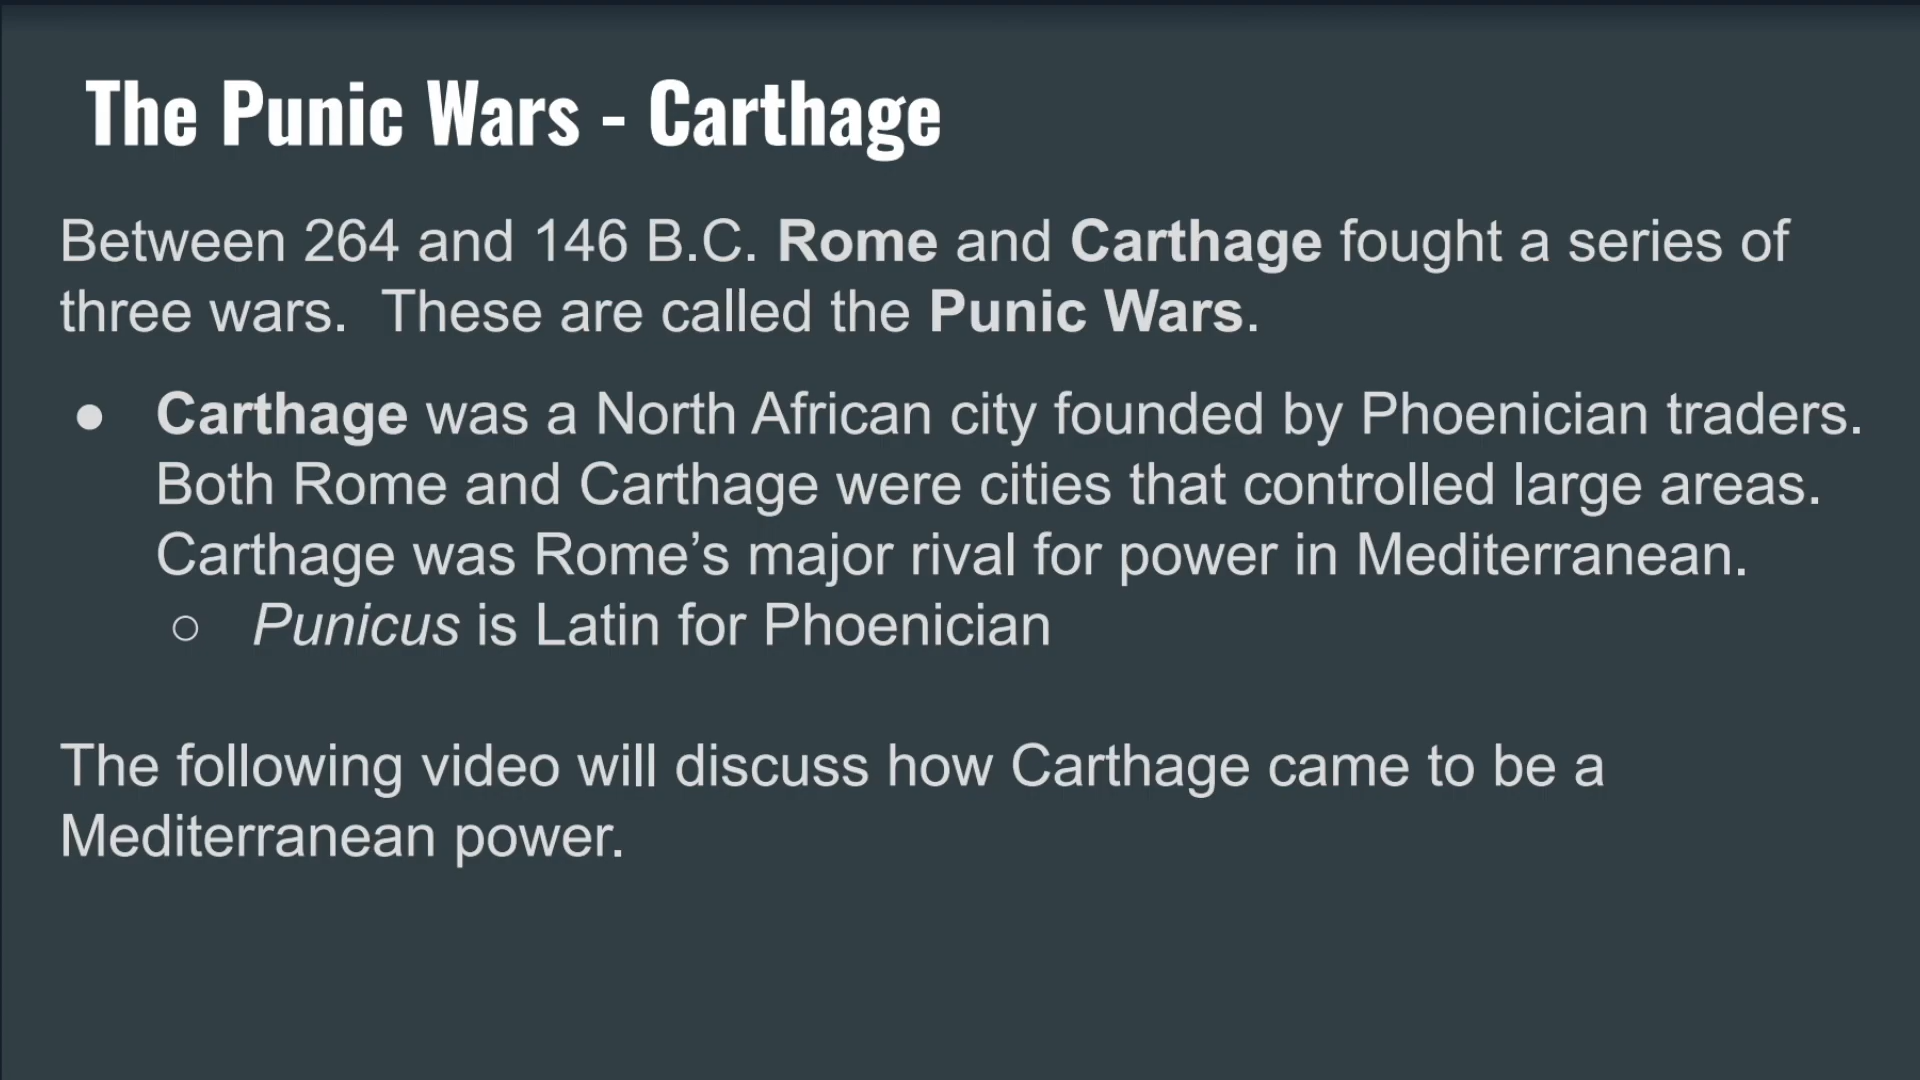 The Punic Wars - Carthage
Between 264 and 146 B.C. Rome and Carthage fought a series of
three wars.  These are called the Punic Wars.
● Carthage was a North African city founded by Phoenician traders.
Both Rome and Carthage were cities that controlled large areas.
Carthage was Rome’s major rival for power in Mediterranean.
○ Punicus is Latin for Phoenician
The following video will discuss how Carthage came to be a
Mediterranean power.